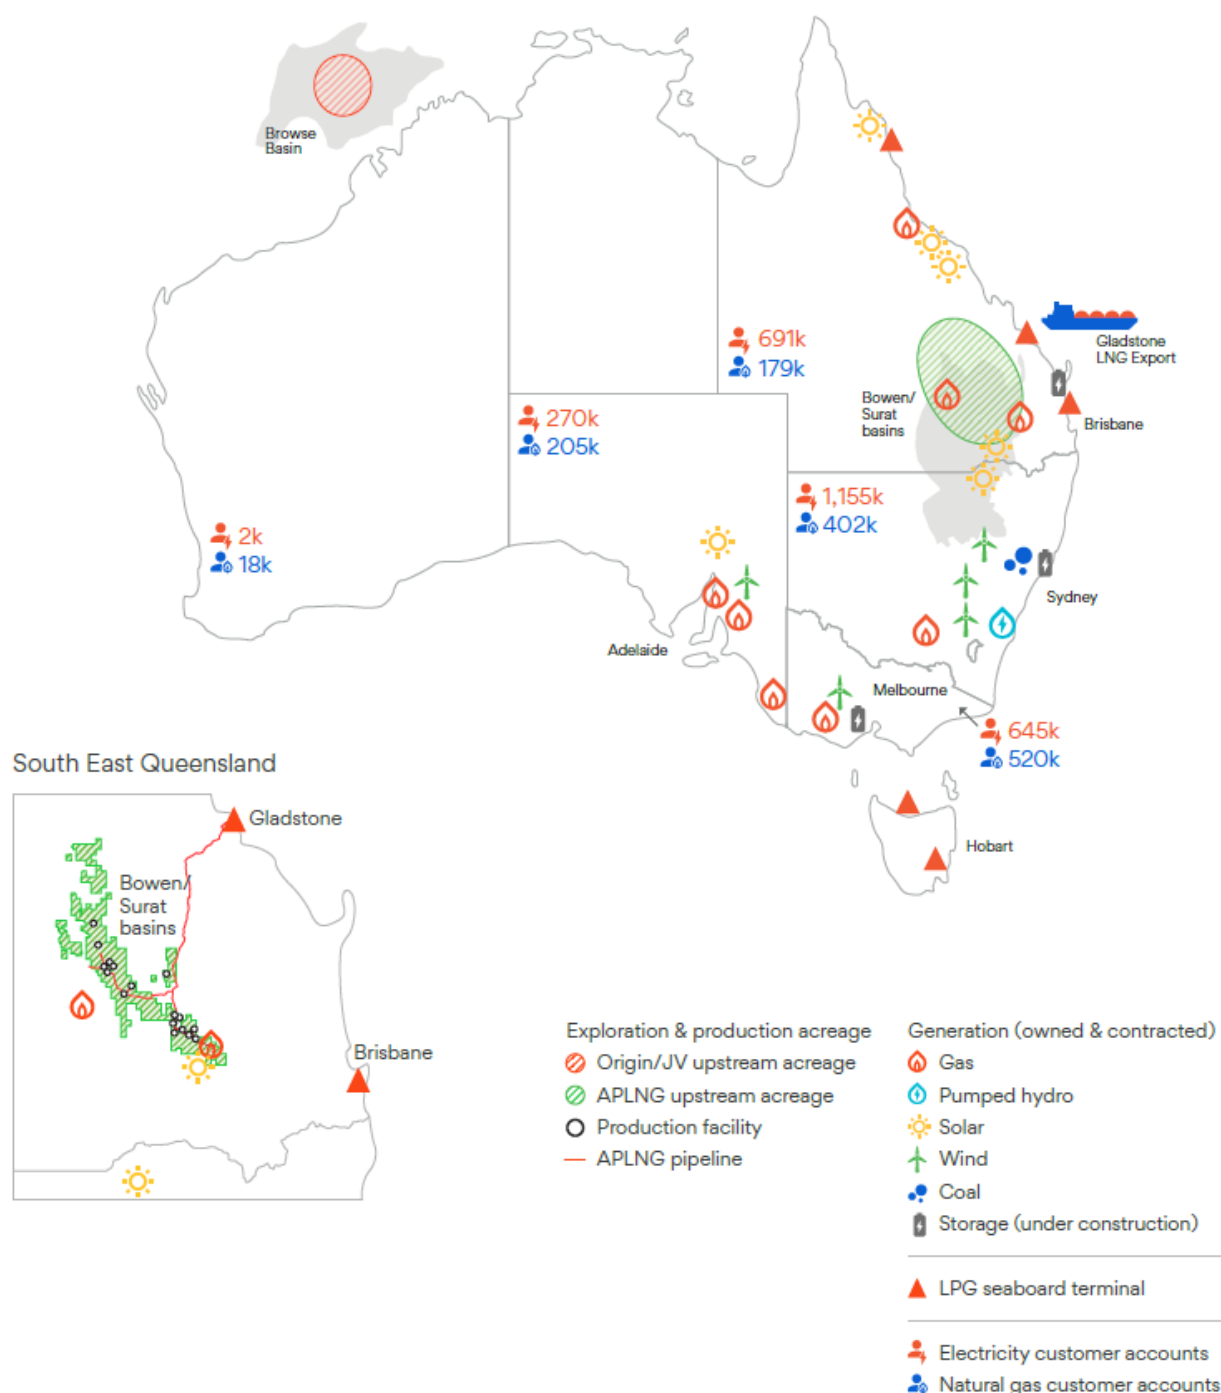 Browse
Basin
691k
179k
Gladstone
LNG Export
Bowen/
Surat
basins
Brisbane
270k
205k
1,155k
402k
2k
18k
Sydney
Adelaide
Melbourne
645k
520k
Hobart
South East Queensland
Gladstone
Bowen/
Surat
basins
Brisbane
Exploration & production acreage
Origin/JV upstream acreage
APLNG upstream acreage
Production facility
APLNG pipeline
Generation (owned & contracted)
Gas
Pumped hydro
Solar
Wind
Coal
Storage (under construction)
LPG seaboard terminal
Electricity customer accounts
Natural gas customer accounts